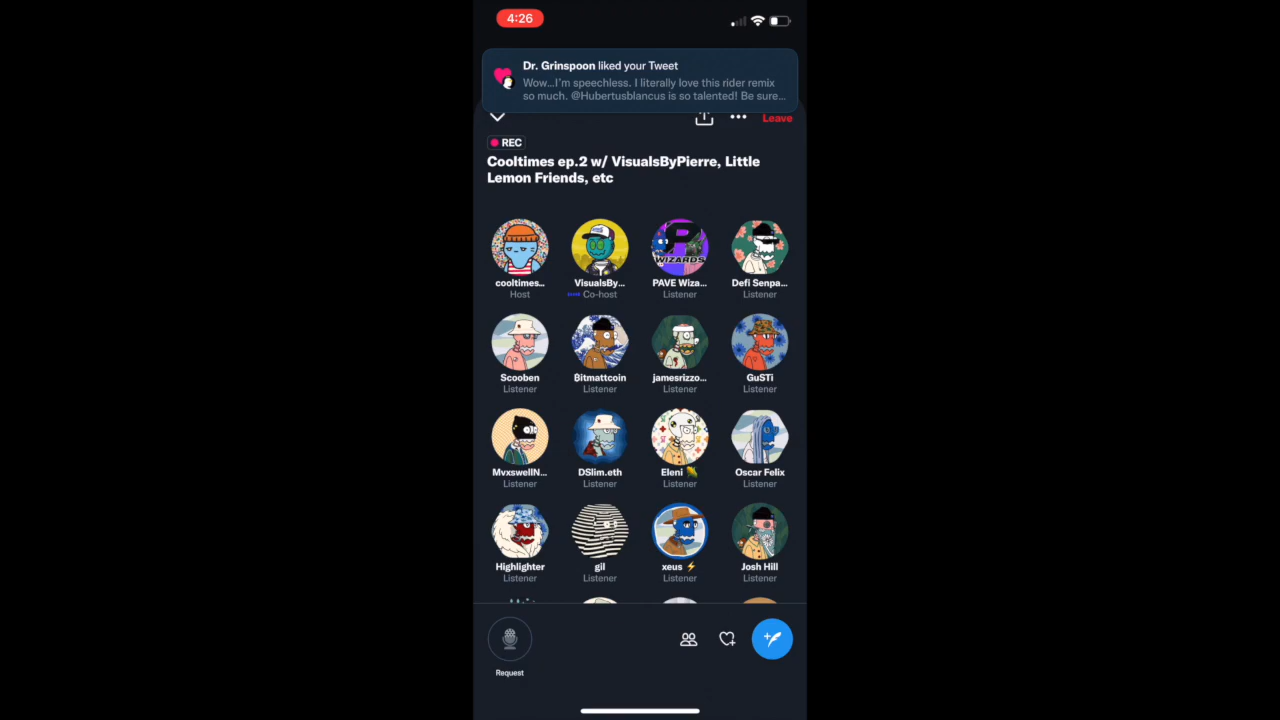 4:26
Dr. Grinspoon liked your Tweet
Wow...I'm speechless. I literally love this rider remix
so much. @Hubertusblancus is so talented! Be sure...
Leave
REC
Cooltimes ep.2 w/ VisualsByPierre, Little
Lemon Friends, etc
P
WIZARDS
cooltimes... VisualsBy... PAVE Wiza... Defi Senpa...
Host Co-host Listener Listener
Scooben ₿itmattcoin jamesrizzo... GuSTi
Listener Listener Listener Listener
MvxswellN... DSlim.eth Eleni 🌽 Oscar Felix
Listener Listener Listener Listener
Highlighter gil xeus ⚡ Josh Hill
Listener Listener Listener Listener
Request